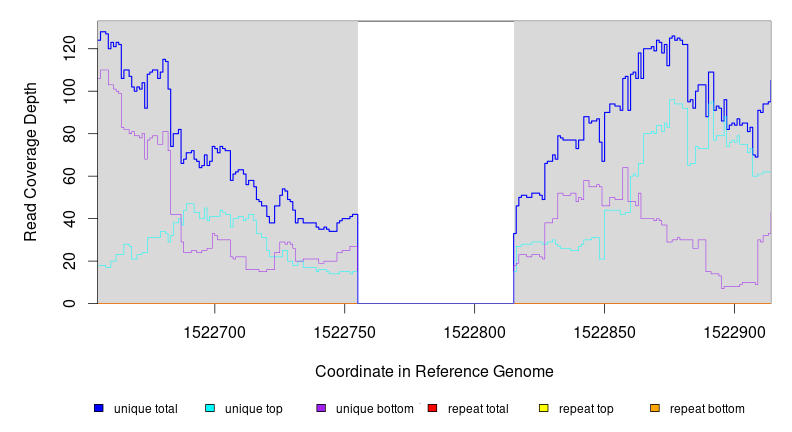 Read Coverage Depth
120
100
80
60
40
20
0
1522700 1522750 1522800 1522850 1522900
Coordinate in Reference Genome
unique total unique top unique bottom repeat total repeat top repeat bottom